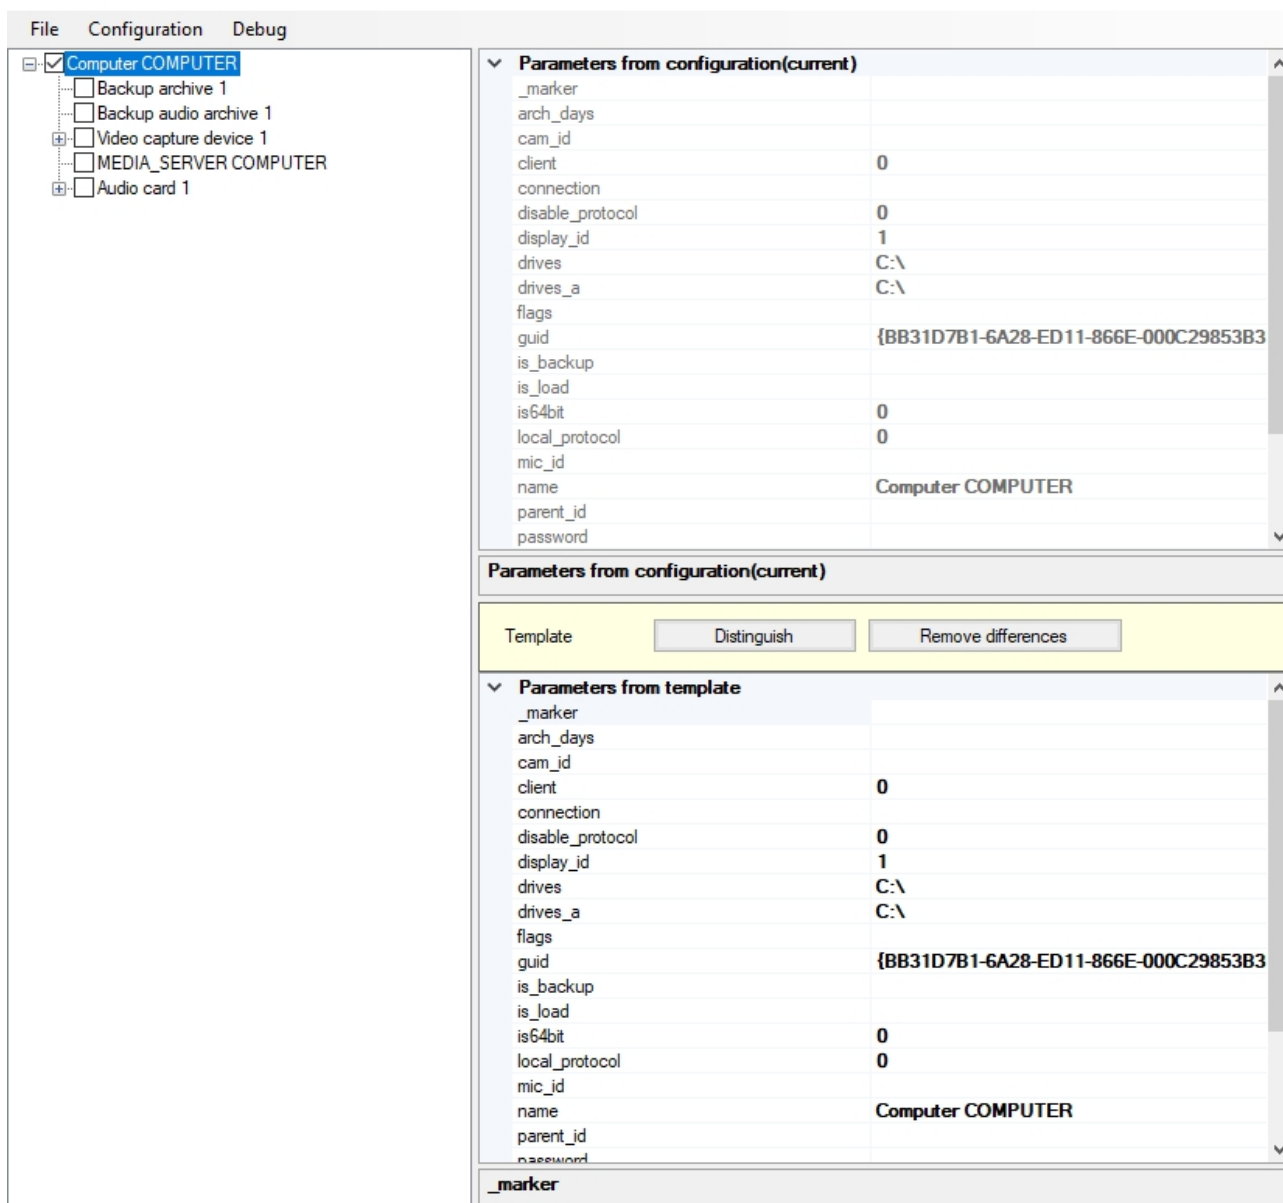 File Configuration Debug
Computer COMPUTER
Backup archive 1
Backup audio archive 1
Video capture device 1
MEDIA_SERVER COMPUTER
Audio card 1
Parameters from configuration(current)
_marker
arch_days
cam_id
client 0
connection
disable_protocol 0
display_id 1
drives C:\
drives_a C:\
flags
guid {BB31D7B1-6A28-ED11-866E-000C29853B3
is_backup
is_load
is64bit 0
local_protocol 0
mic_id
name Computer COMPUTER
parent_id
password
Parameters from configuration(current)
Template Distinguish Remove differences
Parameters from template
_marker
arch_days
cam_id
client 0
connection
disable_protocol 0
display_id 1
drives C:\
drives_a C:\
flags
guid {BB31D7B1-6A28-ED11-866E-000C29853B3
is_backup
is_load
is64bit 0
local_protocol 0
mic_id
name Computer COMPUTER
parent_id
password
_marker